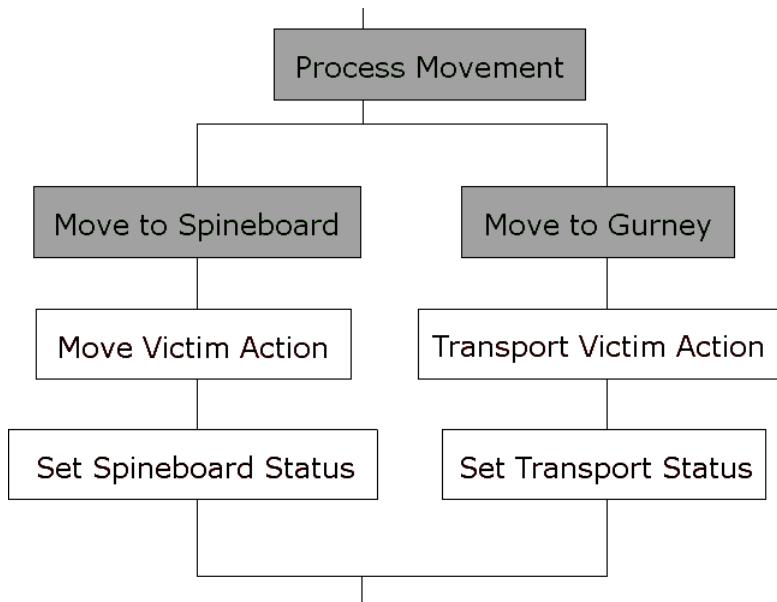 Process Movement
Move to Spineboard
Move to Gurney
Move Victim Action
Transport Victim Action
Set Spineboard Status
Set Transport Status